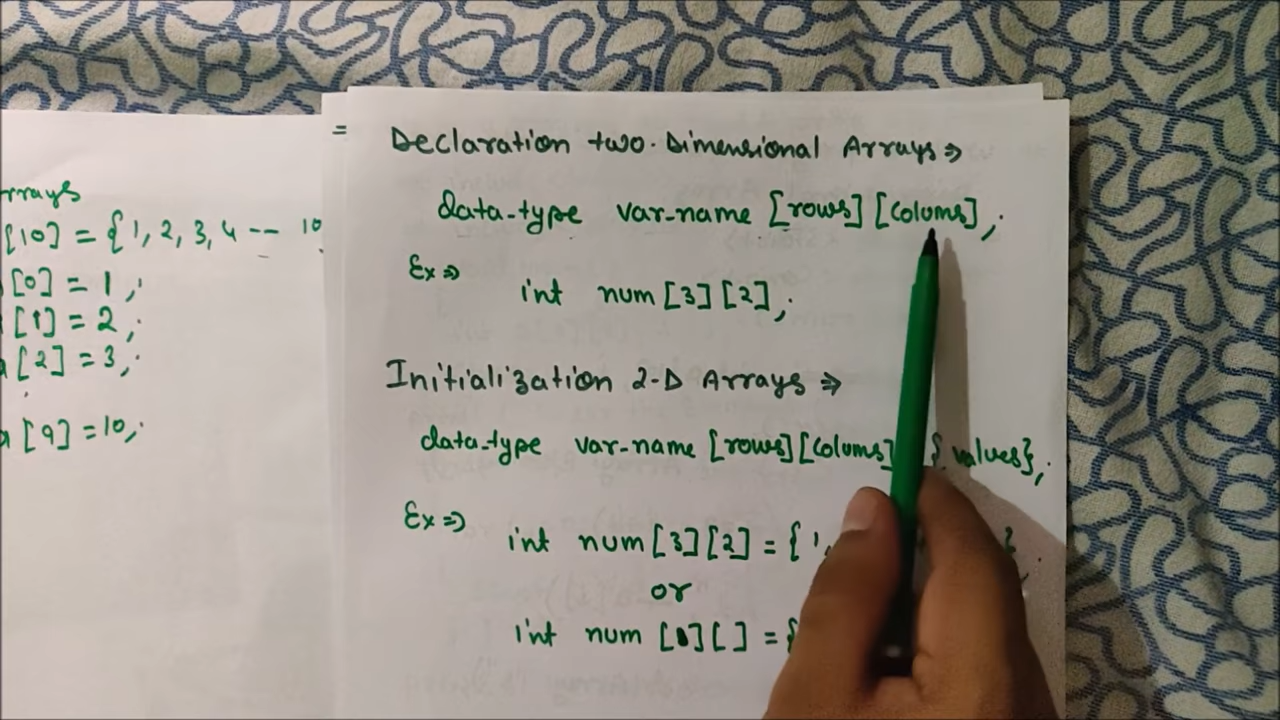 rrays
[10] = {1, 2, 3, 4 -- 10
[0] = 1;
[1] = 2;
a[2] = 3;
a[9] = 10;
= Declaration two-Dimensional Arrays ⇒
data-type var-name [rows][colums];
Ex ⇒
int num [3][2];
Initialization 2-D Arrays ⇒
data-type var-name [rows][colums] { values};
Ex ⇒
int num [3][2] = { 1, }
or
int num [][] = {